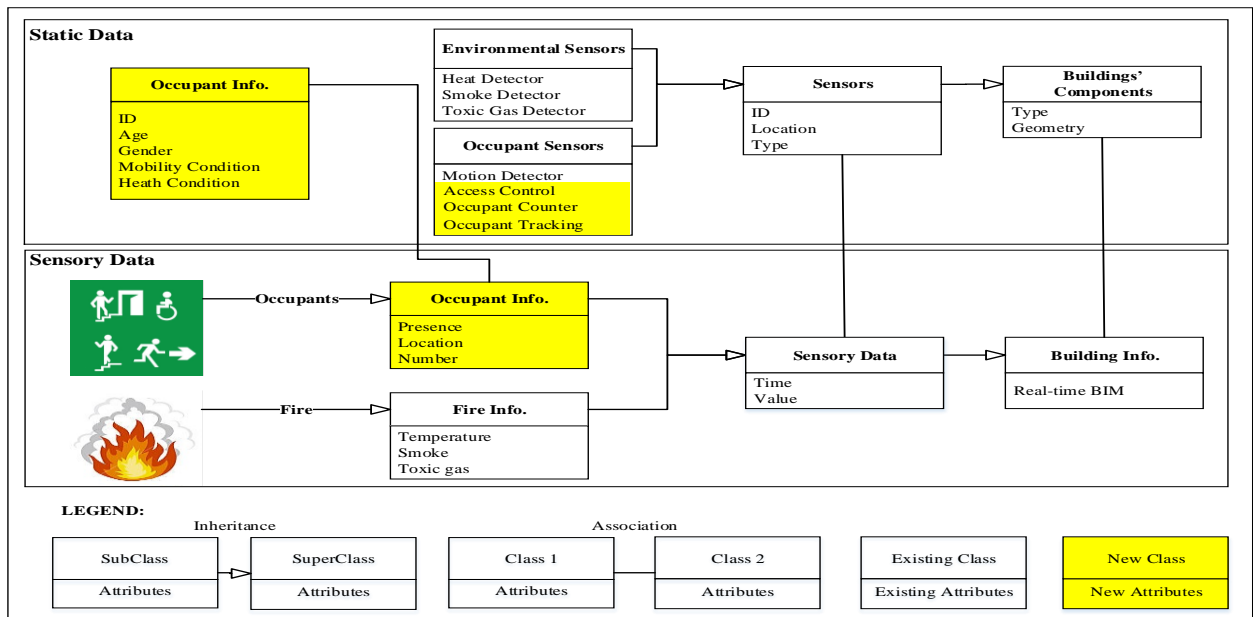 Static Data
Occupant Info.
ID
Age
Gender
Mobility Condition
Heath Condition
Environmental Sensors
Heat Detector
Smoke Detector
Toxic Gas Detector
Occupant Sensors
Motion Detector
Access Control
Occupant Counter
Occupant Tracking
Sensors
ID
Location
Type
Buildings'
Components
Type
Geometry
Sensory Data
Occupants
Occupant Info.
Presence
Location
Number
Fire
Fire Info.
Temperature
Smoke
Toxic gas
Sensory Data
Time
Value
Building Info.
Real-time BIM
LEGEND:
Inheritance
SubClass
Attributes
SuperClass
Attributes
Association
Class 1
Attributes
Class 2
Attributes
Existing Class
Existing Attributes
New Class
New Attributes